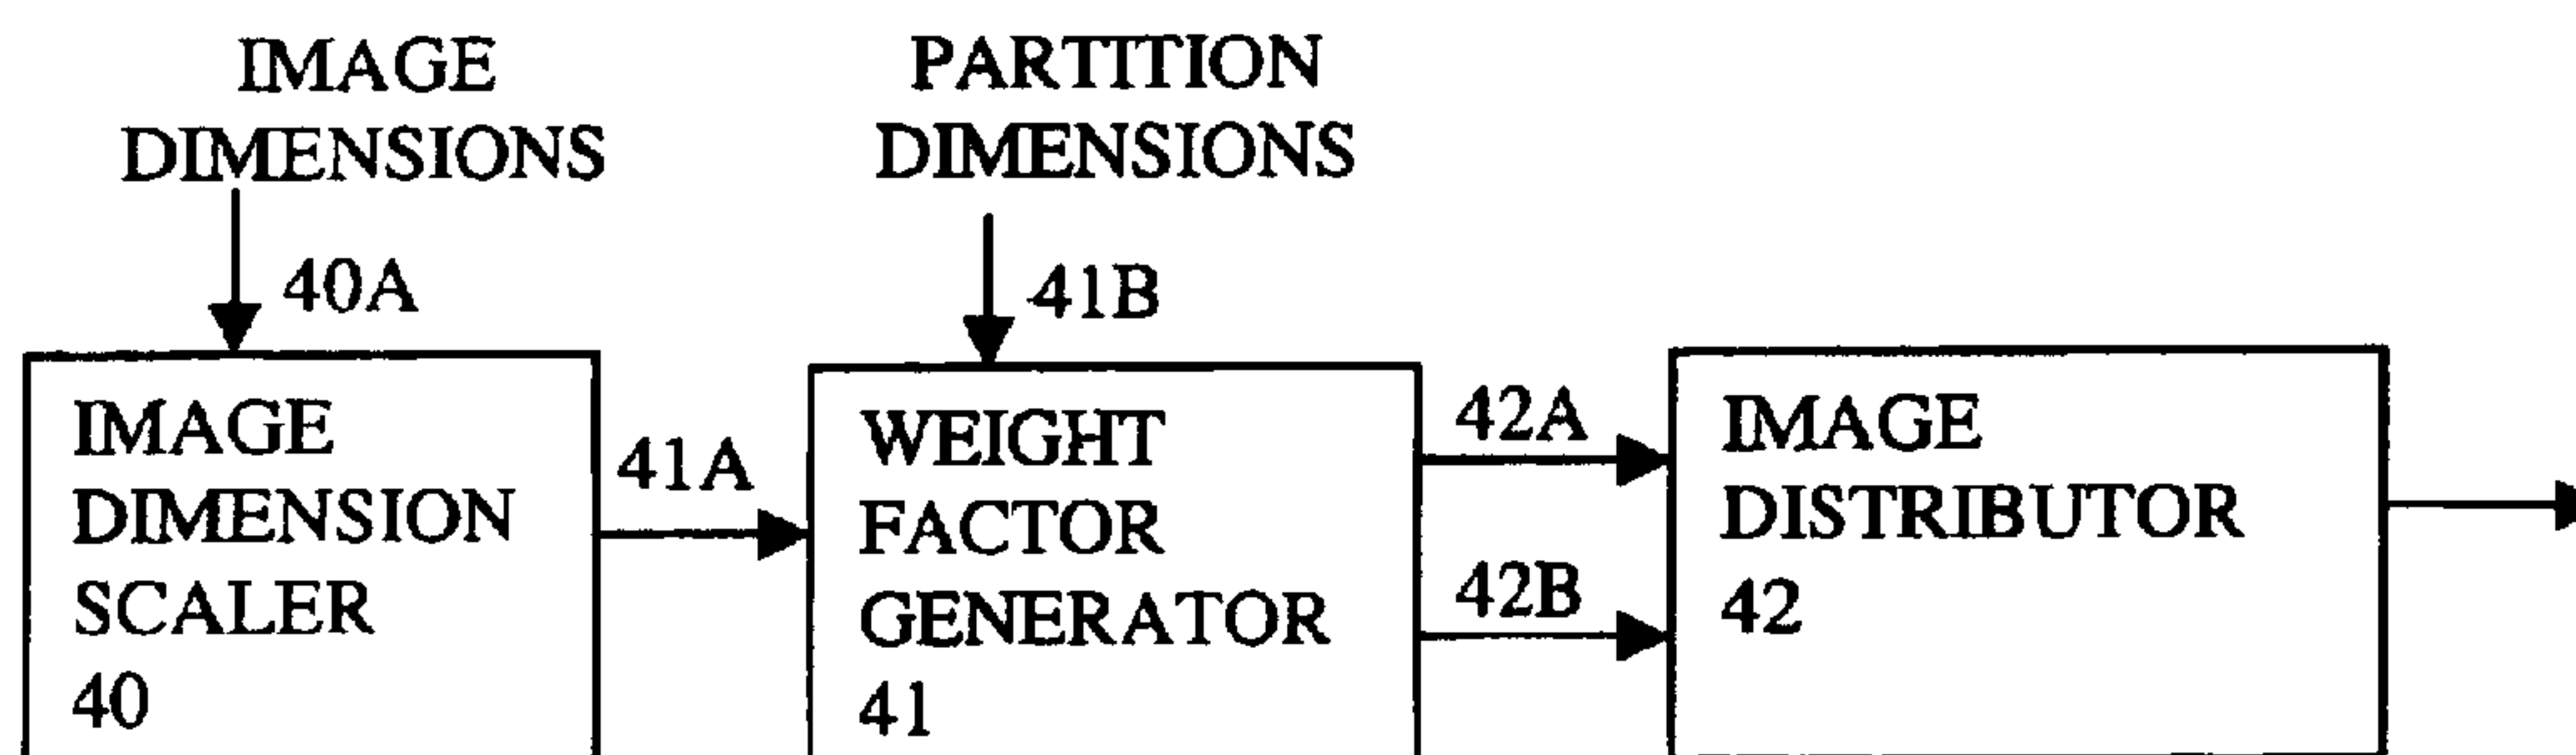 IMAGE
DIMENSIONS
PARTITION
DIMENSIONS
40A
41B
IMAGE
DIMENSION
SCALER
40
41A
WEIGHT
FACTOR
GENERATOR
41
42A
42B
IMAGE
DISTRIBUTOR
42